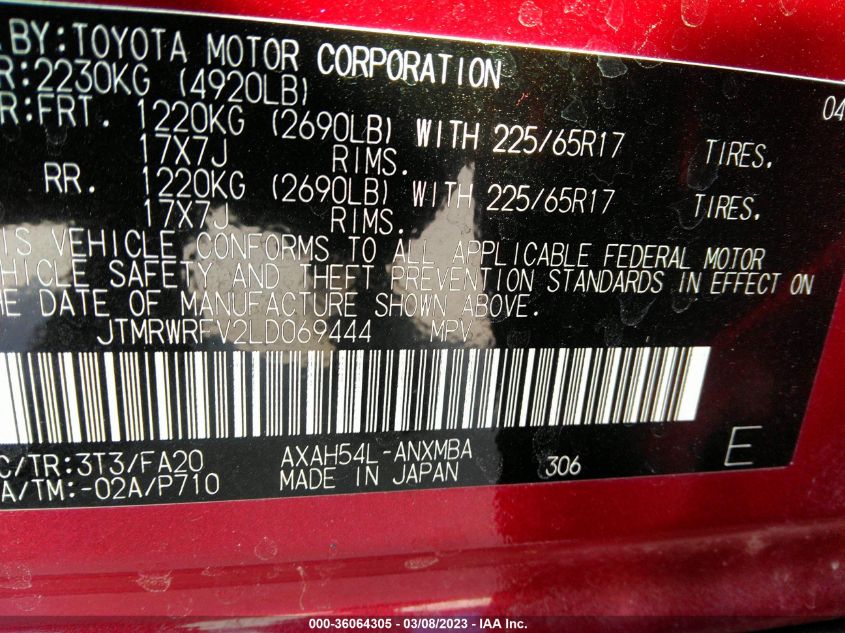 .BY:TOYOTA MOTOR CORPORATION
R:2230KG (4920LB) 04
R:FRT. 1220KG (2690LB) WITH 225/65R17 TIRES.
17X7J RIMS.
RR. 1220KG (2690LB) WITH 225/65R17 TIRES.
17X7J RIMS.
IS VEHICLE CONFORMS TO ALL APPLICABLE FEDERAL MOTOR
HICLE SAFETY AND THEFT PREVENTION STANDARDS IN EFFECT ON
HE DATE OF MANUFACTURE SHOWN ABOVE.
JTMRWRFV2LD069444 MPV
C/TR:3T3/FA20 AXAH54L-ANXMBA 306 E
A/TM:-02A/P710 MADE IN JAPAN
000-36064305 - 03/08/2023 - IAA Inc.